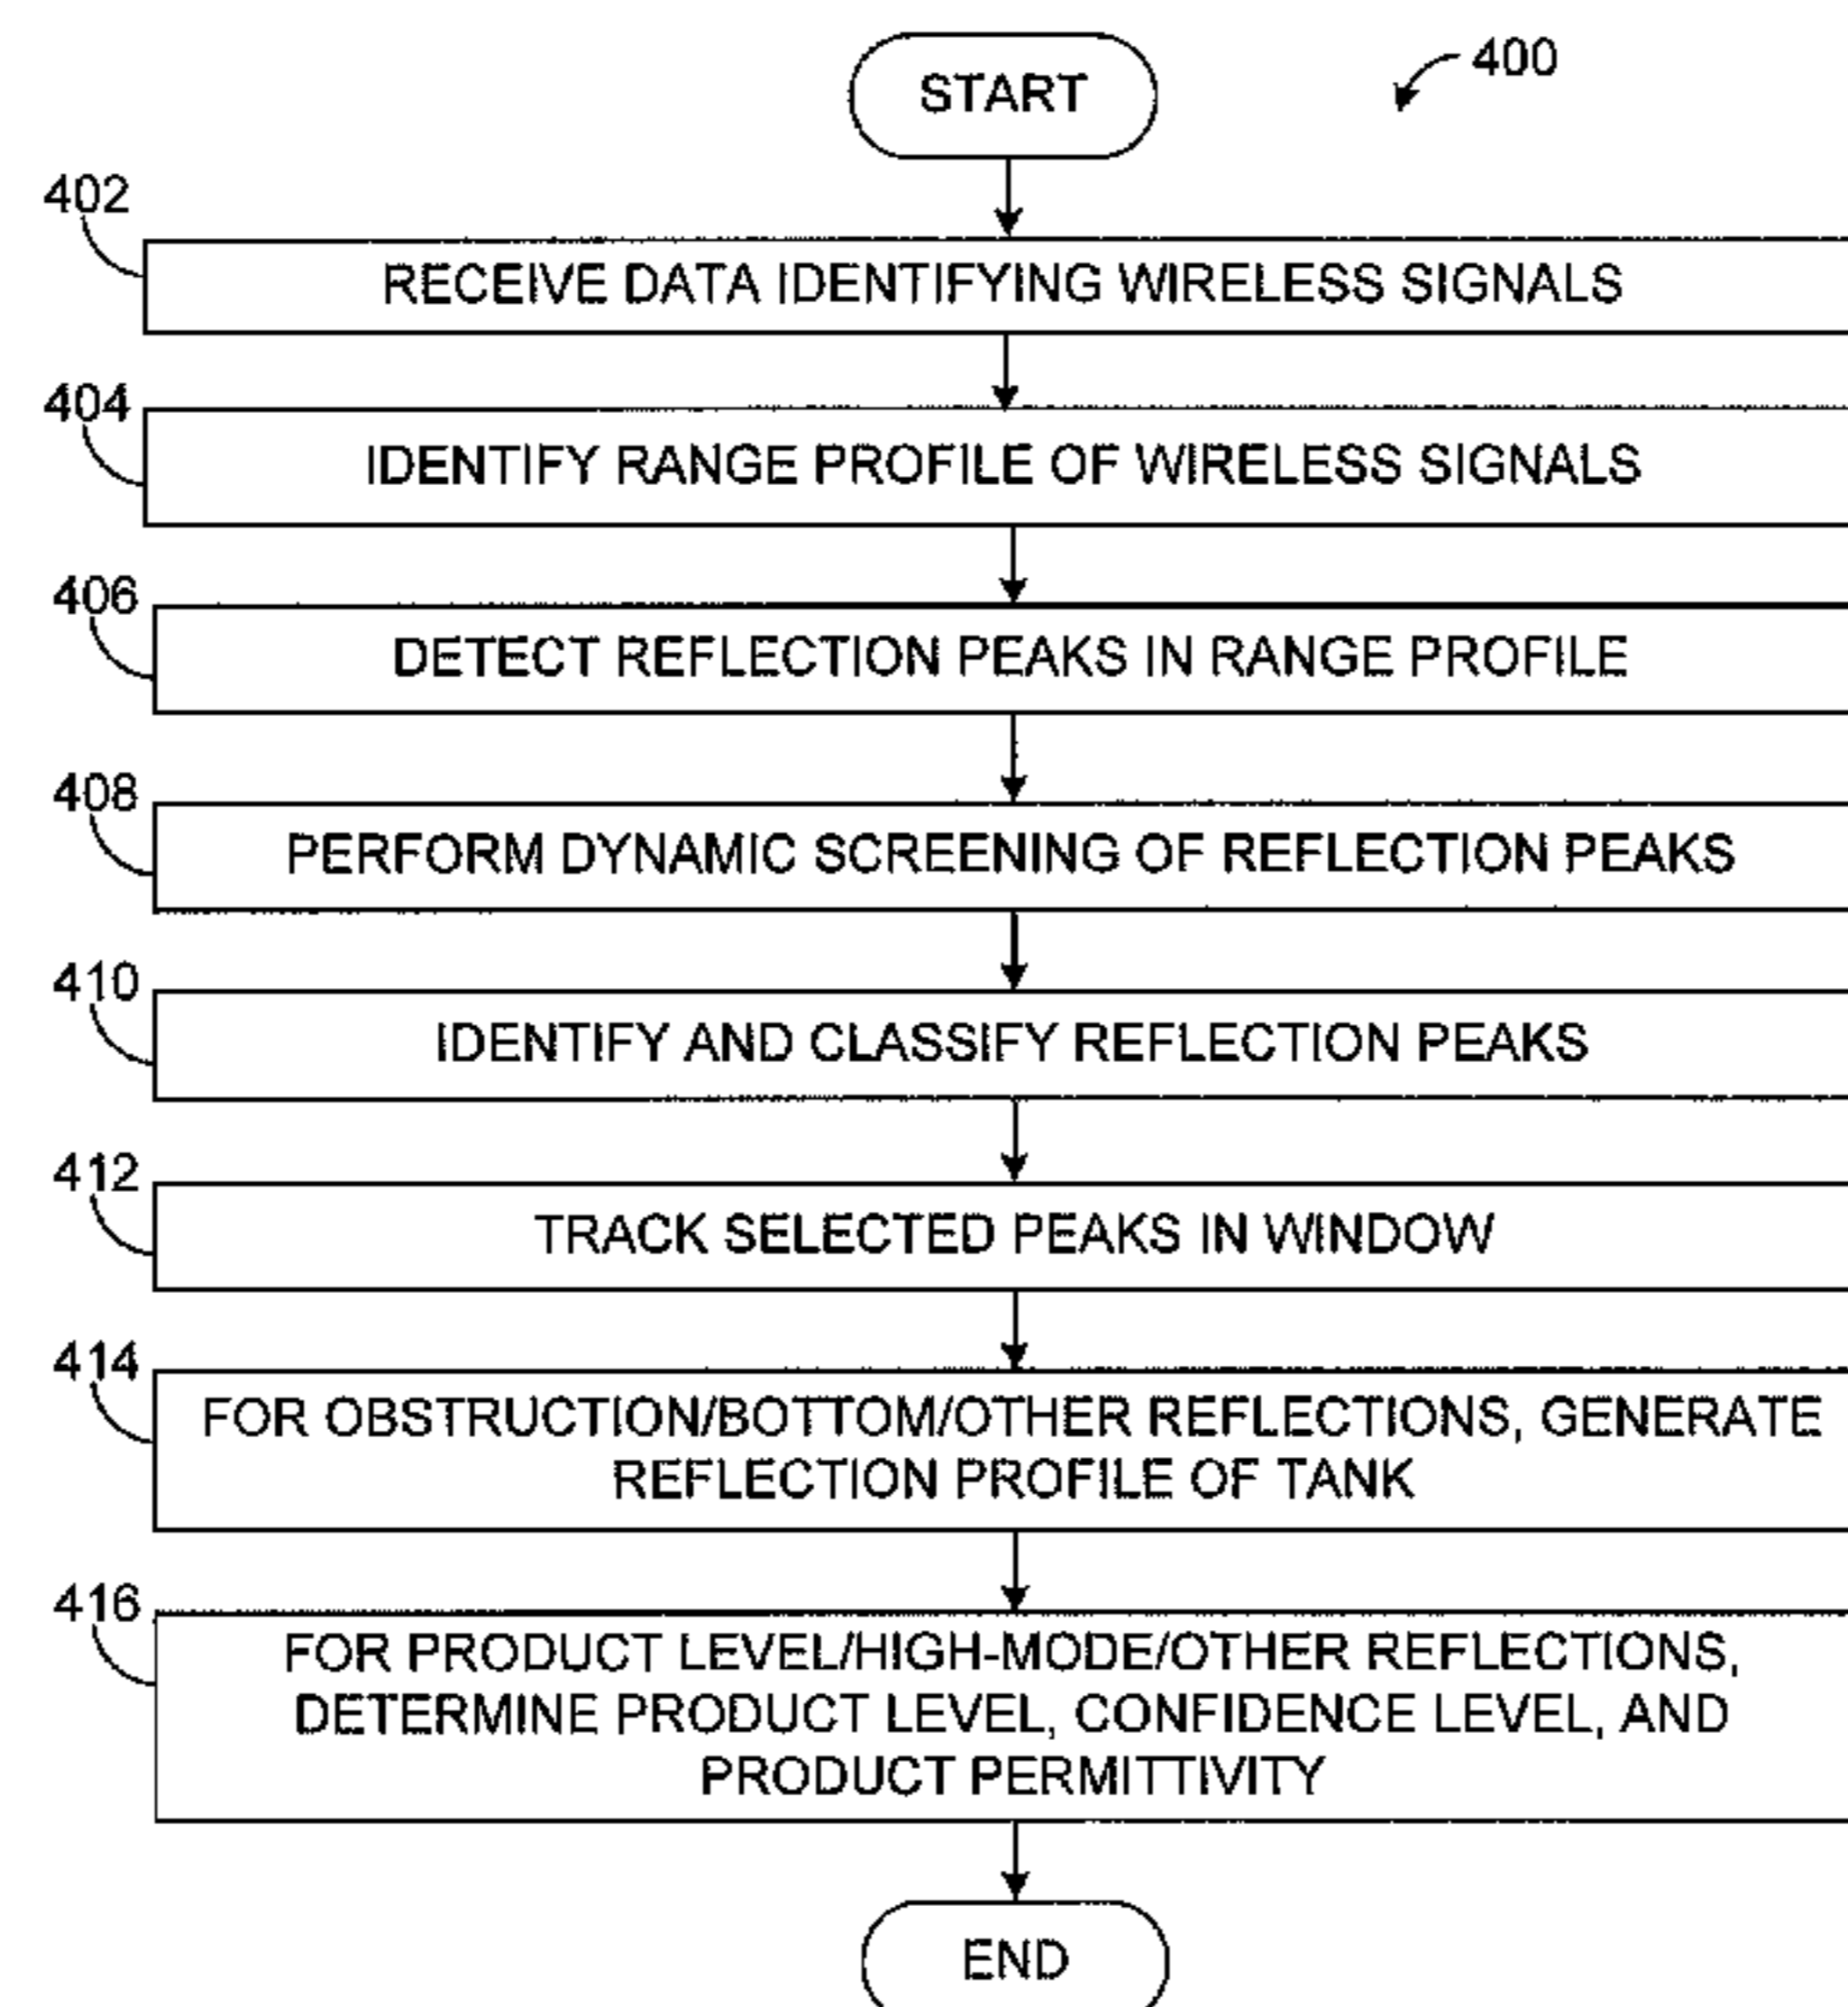 START
400
402
RECEIVE DATA IDENTIFYING WIRELESS SIGNALS
404
IDENTIFY RANGE PROFILE OF WIRELESS SIGNALS
406
DETECT REFLECTION PEAKS IN RANGE PROFILE
408
PERFORM DYNAMIC SCREENING OF REFLECTION PEAKS
410
IDENTIFY AND CLASSIFY REFLECTION PEAKS
412
TRACK SELECTED PEAKS IN WINDOW
414
FOR OBSTRUCTION/BOTTOM/OTHER REFLECTIONS, GENERATE
REFLECTION PROFILE OF TANK
416
FOR PRODUCT LEVEL/HIGH-MODE/OTHER REFLECTIONS,
DETERMINE PRODUCT LEVEL, CONFIDENCE LEVEL, AND
PRODUCT PERMITTIVITY
END